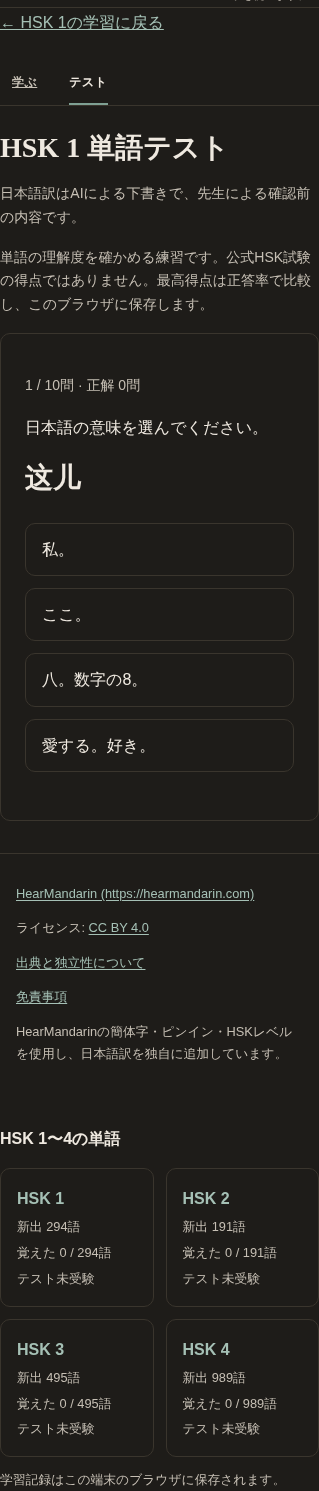 ← HSK 1の学習に戻る
学ぶ
テスト
HSK 1 単語テスト
日本語訳はAIによる下書きで、先生による確認前
の内容です。
単語の理解度を確かめる練習です。公式HSK試験
の得点ではありません。最高得点は正答率で比較
し、このブラウザに保存します。
1 / 10問 · 正解 0問
日本語の意味を選んでください。
这儿
私。
ここ。
八。数字の8。
愛する。好き。
HearMandarin (https://hearmandarin.com)
ライセンス: CC BY 4.0
出典と独立性について
免責事項
HearMandarinの簡体字・ピンイン・HSKレベル
を使用し、日本語訳を独自に追加しています。
HSK 1〜4の単語
HSK 1
新出 294語
覚えた 0 / 294語
テスト未受験
HSK 2
新出 191語
覚えた 0 / 191語
テスト未受験
HSK 3
新出 495語
覚えた 0 / 495語
テスト未受験
HSK 4
新出 989語
覚えた 0 / 989語
テスト未受験
学習記録はこの端末のブラウザに保存されます。